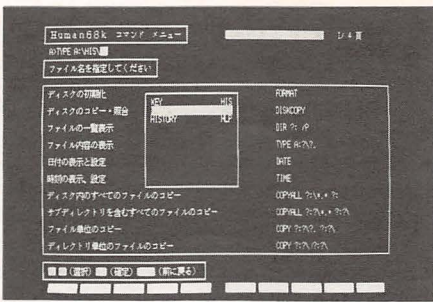 Human68k コマンド メニュー
1/ 4 頁
A>TYPE A:\HIS\
ファイル名を指定してください
ディスクの初期化 FORMAT
KEY HIS
ディスクのコピー・照合 DISKCOPY
HISTORY HLP
ファイルの一覧表示 DIR ?: /P
ファイル内容の表示 TYPE A:?\?.
日付の表示と設定 DATE
時刻の表示、設定 TIME
ディスク内のすべてのファイルのコピー COPYALL ?:\*.* ?:
サブディレクトリを含むすべてのファイルのコピー COPYALL ?:?\*.* ?:?\
ファイル単位のコピー COPY ?:?\?. ?:?\
ディレクトリ単位のファイルのコピー COPY ?:?\ ?:?\
(選択) (確定) (前に戻る)